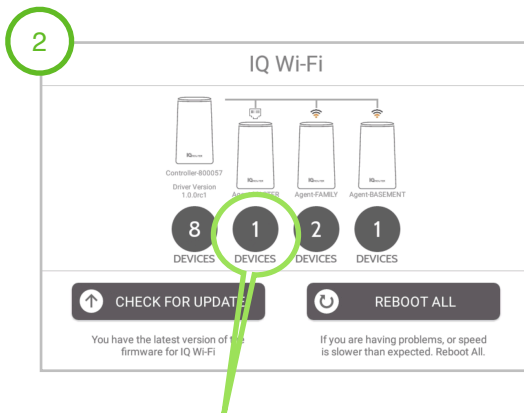 2
IQ Wi-Fi
Controller-800057
Driver Version
1.0.0rc1
Agent-FAMILY
Agent-BASEMENT
8
1
2
1
DEVICES
DEVICES
DEVICES
DEVICES
CHECK FOR UPDATE
REBOOT ALL
You have the latest version of the
firmware for IQ Wi-Fi
If you are having problems, or speed
is slower than expected. Reboot All.